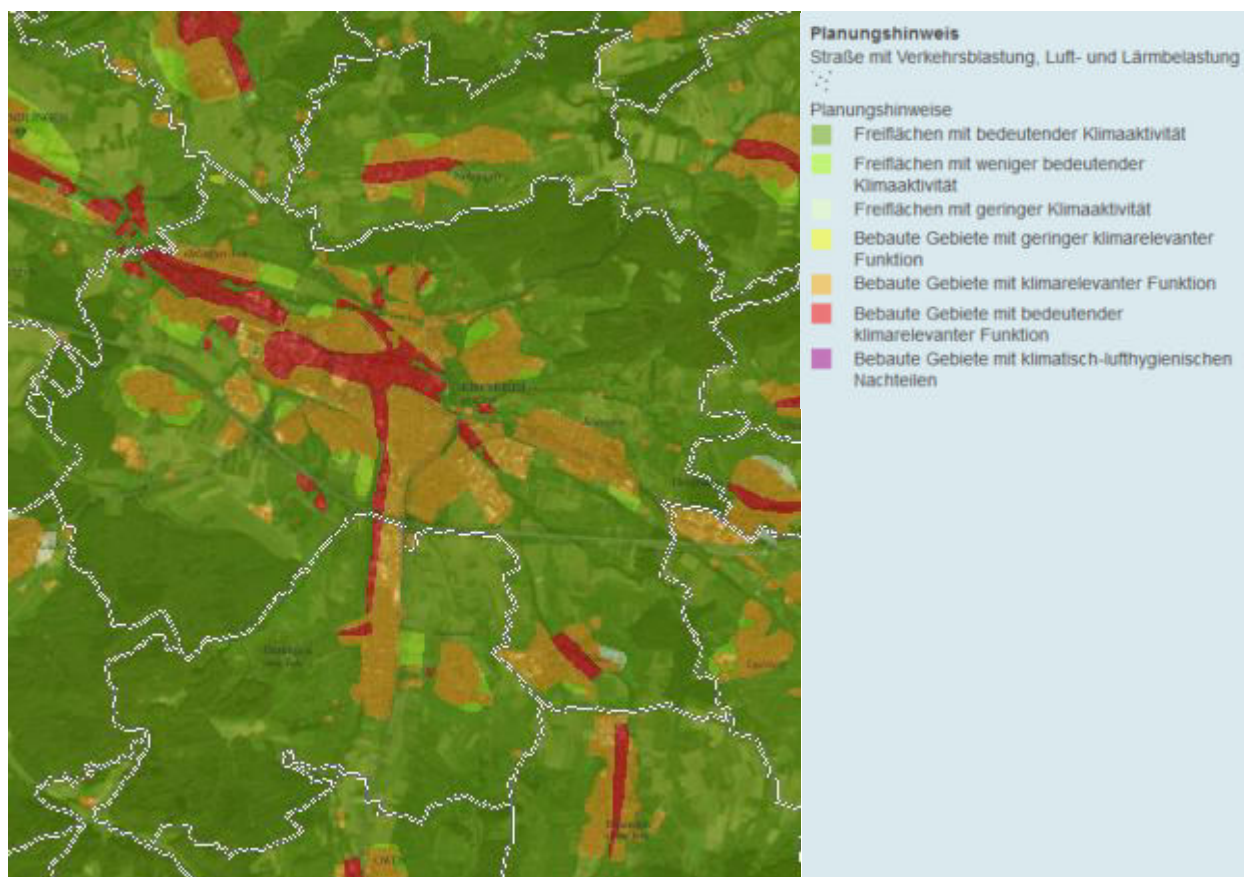 Planungshinweis
Straße mit Verkehrsblastung, Luft- und Lärmbelastung
Planungshinweise
Freiflächen mit bedeutender Klimaaktivität
Freiflächen mit weniger bedeutender
Klimaaktivität
Freiflächen mit geringer Klimaaktivität
Bebaute Gebiete mit geringer klimarelevanter
Funktion
Bebaute Gebiete mit klimarelevanter Funktion
Bebaute Gebiete mit bedeutender
klimarelevanter Funktion
Bebaute Gebiete mit klimatisch-lufthygienischen
Nachteilen
OWEN